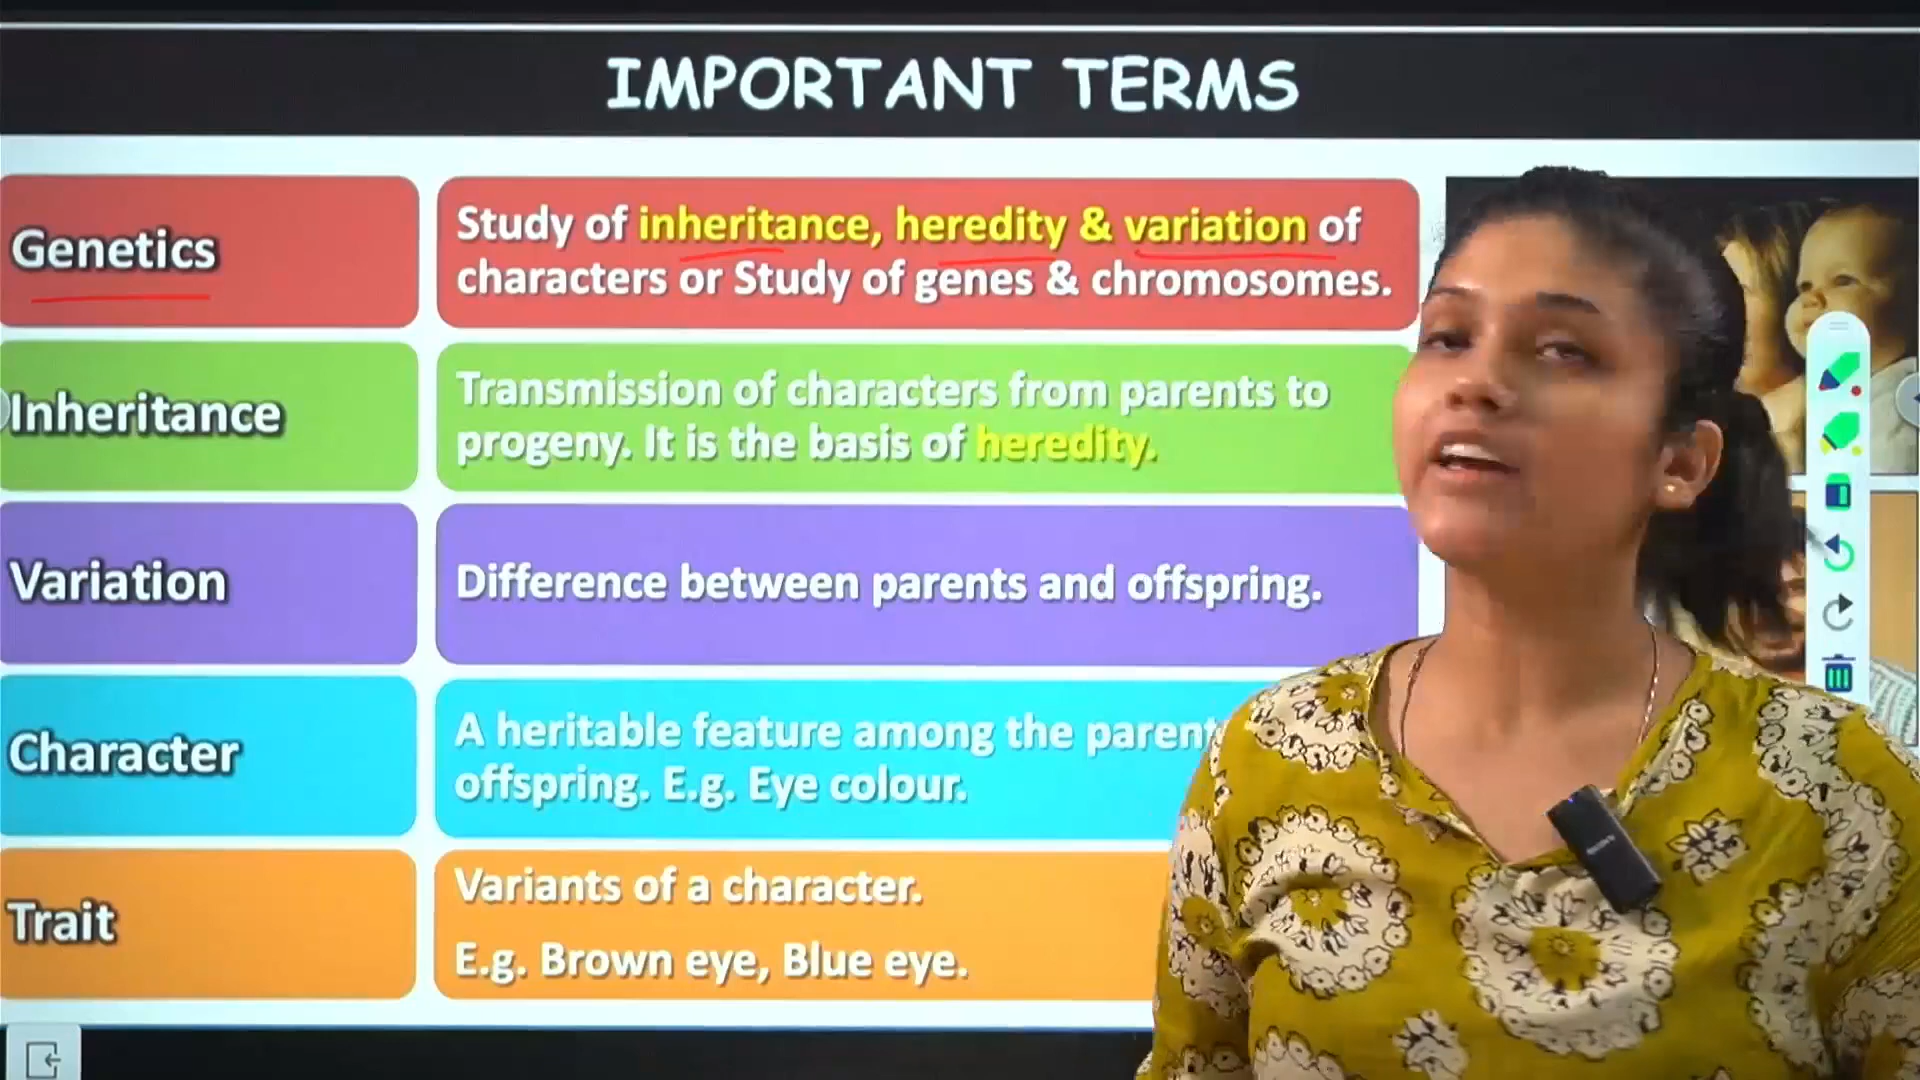 IMPORTANT TERMS
Genetics
Study of inheritance, heredity & variation of
characters or Study of genes & chromosomes.
Inheritance
Transmission of characters from parents to
progeny. It is the basis of heredity.
Variation
Difference between parents and offspring.
Character
A heritable feature among the parent
offspring. E.g. Eye colour.
Trait
Variants of a character.
E.g. Brown eye, Blue eye.